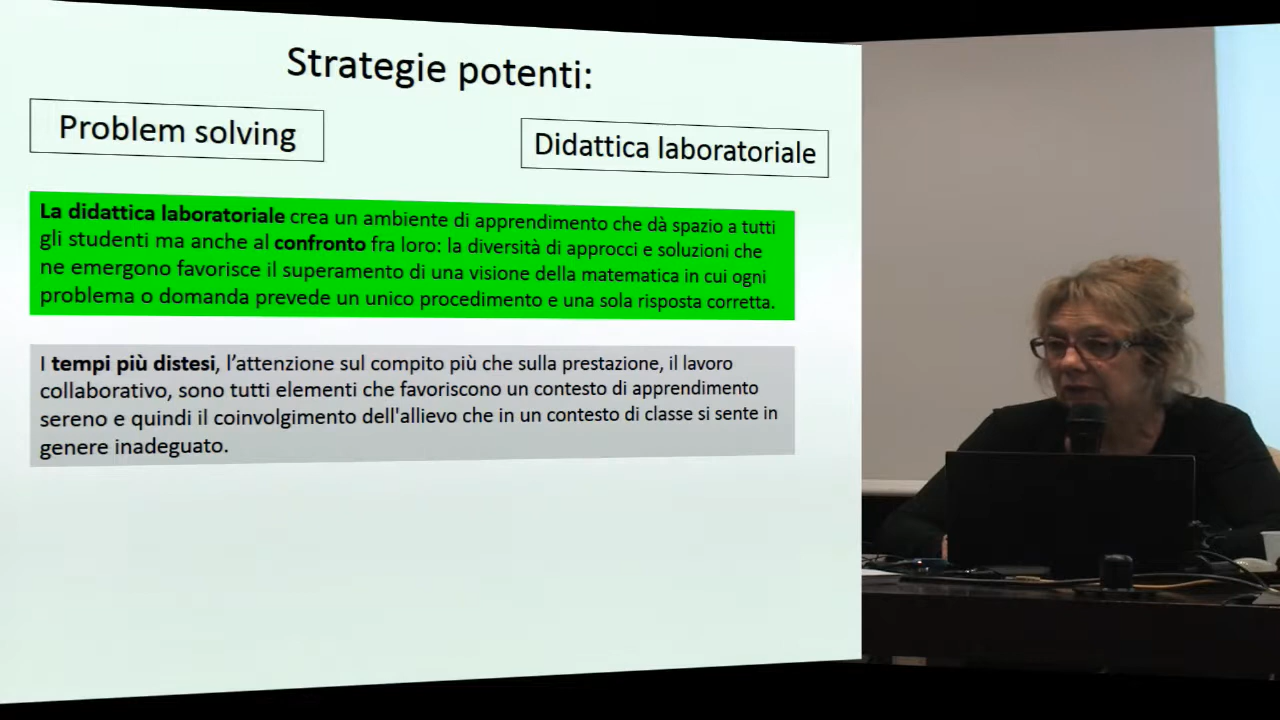 Strategie potenti:
Problem solving
Didattica laboratoriale
La didattica laboratoriale crea un ambiente di apprendimento che dà spazio a tutti
gli studenti ma anche al confronto fra loro: la diversità di approcci e soluzioni che
ne emergono favorisce il superamento di una visione della matematica in cui ogni
problema o domanda prevede un unico procedimento e una sola risposta corretta.
I tempi più distesi, l’attenzione sul compito più che sulla prestazione, il lavoro
collaborativo, sono tutti elementi che favoriscono un contesto di apprendimento
sereno e quindi il coinvolgimento dell'allievo che in un contesto di classe si sente in
genere inadeguato.